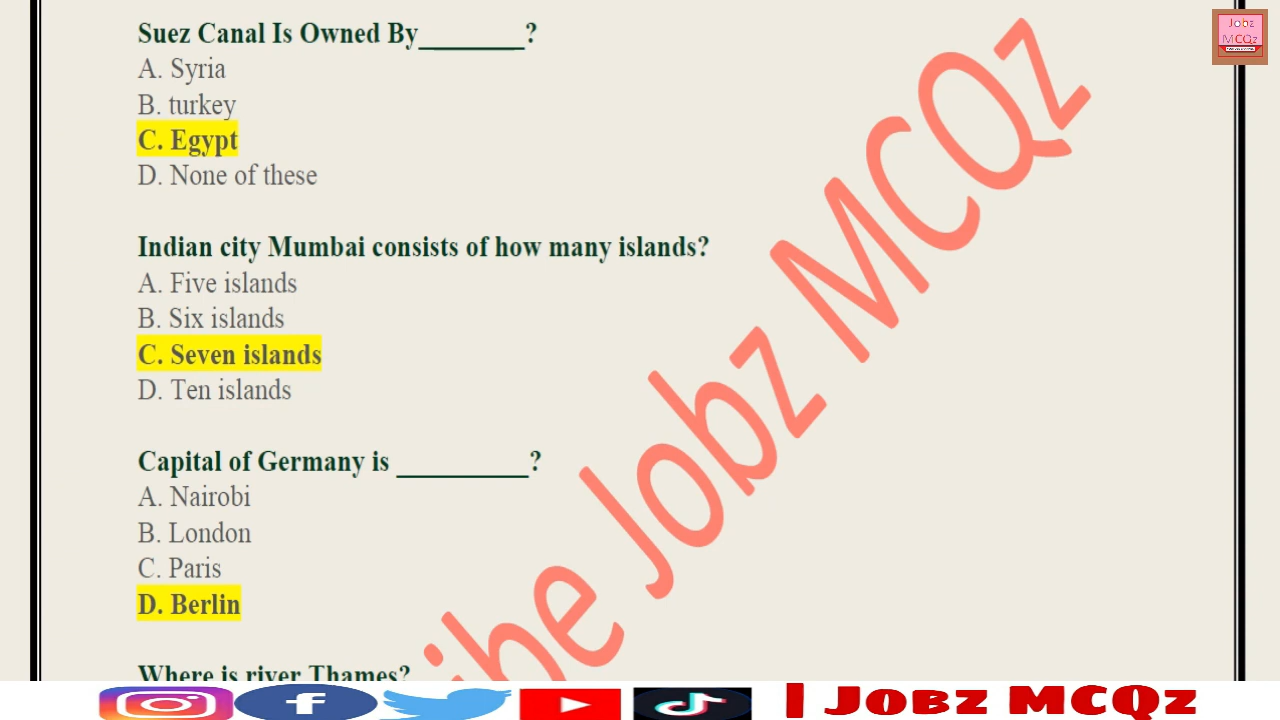 Jobz
MCQz
Suez Canal Is Owned By________?
A. Syria
B. turkey
C. Egypt
D. None of these
Indian city Mumbai consists of how many islands?
A. Five islands
B. Six islands
C. Seven islands
D. Ten islands
Capital of Germany is __________?
A. Nairobi
B. London
C. Paris
D. Berlin
Where is river Thames?
ibe Jobz MCQz
| Jobz MCQz